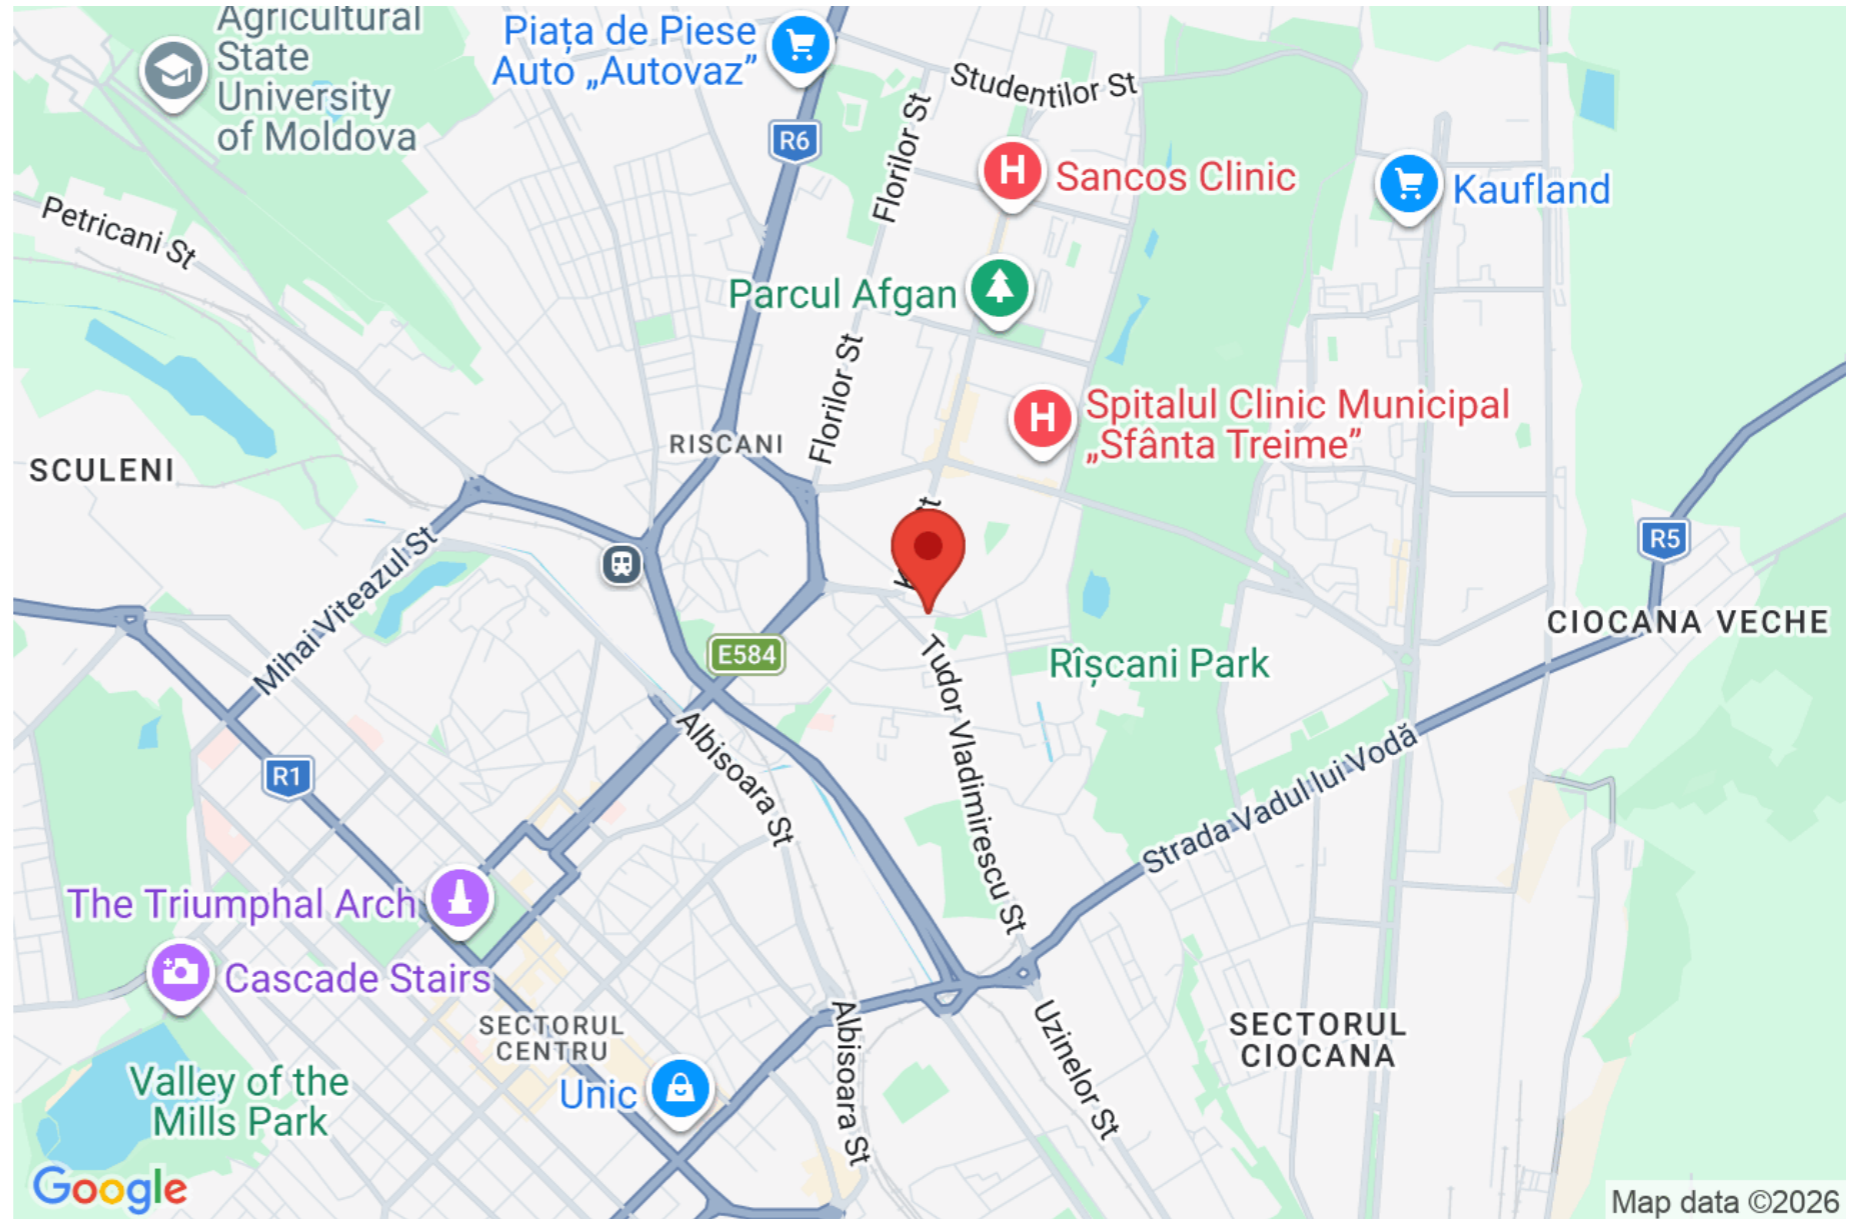 Agricultural
State
University
of Moldova
Piața de Piese
Auto „Autovaz”
Studentilor St
R6
Florilor St
Sancos Clinic
Kaufland
Petricani St
Parcul Afgan
Florilor St
Spitalul Clinic Municipal
„Sfânta Treime”
RISCANI
SCULENI
R5
Mihai Viteazul St
CIOCANA VECHE
E584
Rîșcani Park
Tudor Vladimirescu St
Albisoara St
R1
Strada Vadul lui Vodă
The Triumphal Arch
Cascade Stairs
SECTORUL
CENTRU
Albisoara St
Uzinelor St
SECTORUL
CIOCANA
Valley of the
Mills Park
Unic
Google
Map data ©2026